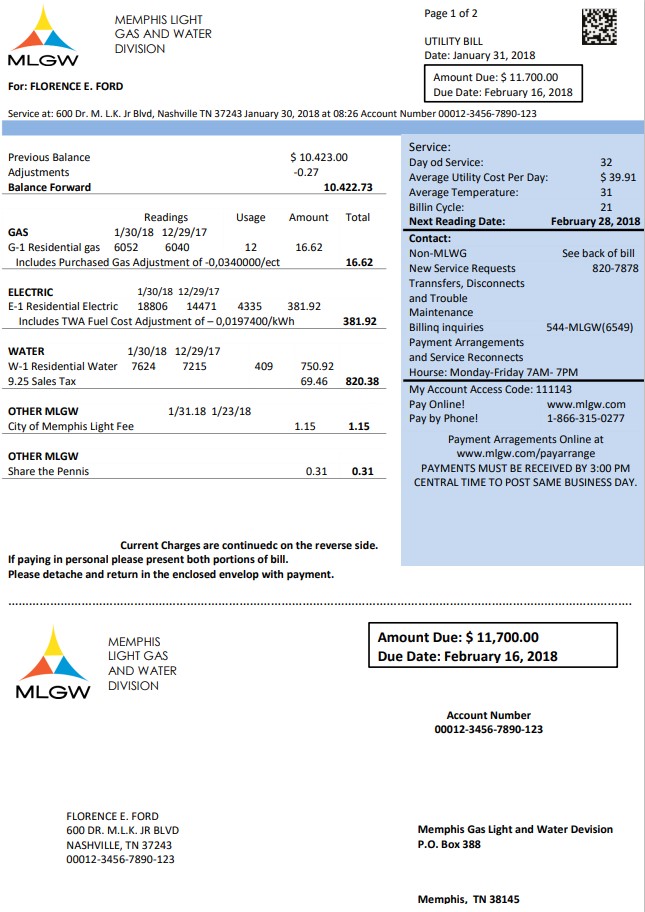 MLGW
MEMPHIS LIGHT
GAS AND WATER
DIVISION
Page 1 of 2
UTILITY BILL
Date: January 31, 2018
Amount Due: $ 11.700.00
Due Date: February 16, 2018
For: FLORENCE E. FORD
Service at: 600 Dr. M. L.K. Jr Blvd, Nashville TN 37243 January 30, 2018 at 08:26 Account Number 00012-3456-7890-123
Previous Balance $ 10.423.00
Adjustments -0.27
Balance Forward 10.422.73
Readings Usage Amount Total
GAS 1/30/18 12/29/17
G-1 Residential gas 6052 6040 12 16.62
Includes Purchased Gas Adjustment of -0,0340000/ect 16.62
ELECTRIC 1/30/18 12/29/17
E-1 Residential Electric 18806 14471 4335 381.92
Includes TWA Fuel Cost Adjustment of – 0,0197400/kWh 381.92
WATER 1/30/18 12/29/17
W-1 Residential Water 7624 7215 409 750.92
9.25 Sales Tax 69.46 820.38
OTHER MLGW 1/31.18 1/23/18
City of Memphis Light Fee 1.15 1.15
OTHER MLGW
Share the Pennis 0.31 0.31
Current Charges are continuedc on the reverse side.
If paying in personal please present both portions of bill.
Please detache and return in the enclosed envelop with payment.
Service:
Day od Service: 32
Average Utility Cost Per Day: $ 39.91
Average Temperature: 31
Billin Cycle: 21
Next Reading Date: February 28, 2018
Contact:
Non-MLWG See back of bill
New Service Requests 820-7878
Trannsfers, Disconnects
and Trouble
Maintenance
Billinq inquiries 544-MLGW(6549)
Payment Arrangements
and Service Reconnects
Hourse: Monday-Friday 7AM- 7PM
My Account Access Code: 111143
Pay Online! www.mlgw.com
Pay by Phone! 1-866-315-0277
Payment Arragements Online at
www.mlgw.com/payarrange
PAYMENTS MUST BE RECEIVED BY 3:00 PM
CENTRAL TIME TO POST SAME BUSINESS DAY.
MLGW
MEMPHIS
LIGHT GAS
AND WATER
DIVISION
Amount Due: $ 11,700.00
Due Date: February 16, 2018
Account Number
00012-3456-7890-123
FLORENCE E. FORD
600 DR. M.L.K. JR BLVD
NASHVILLE, TN 37243
00012-3456-7890-123
Memphis Gas Light and Water Devision
P.O. Box 388
Memphis, TN 38145